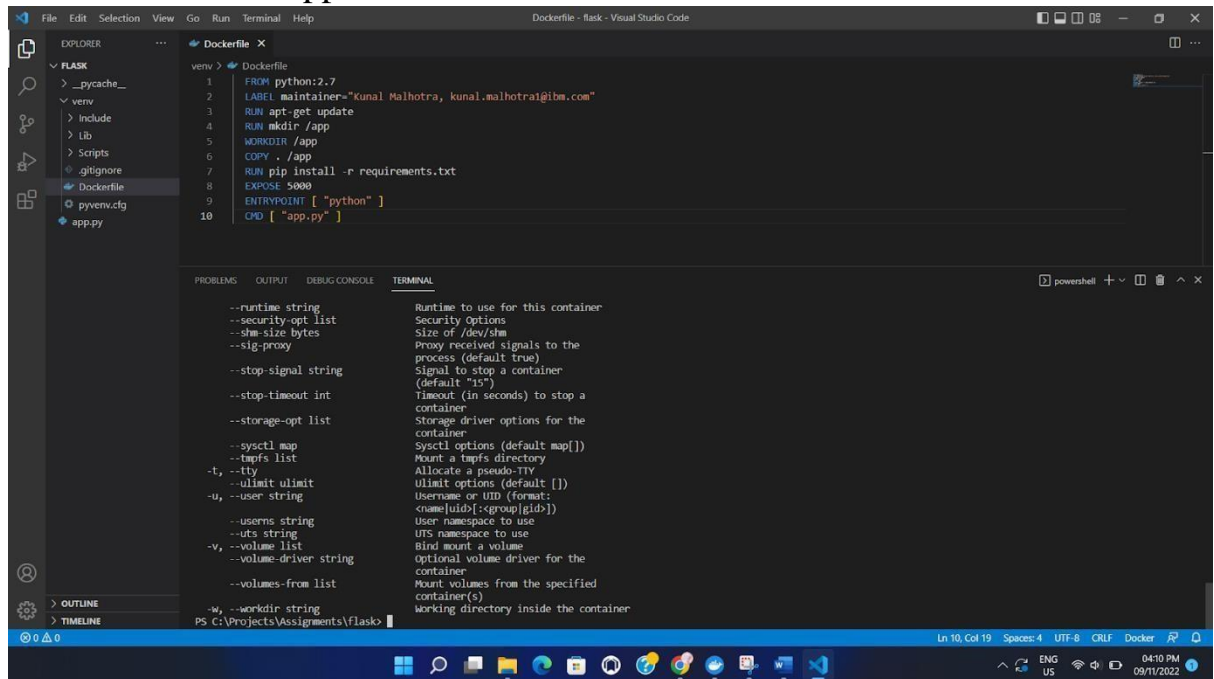 File Edit Selection View Go Run Terminal Help
Dockerfile - flask - Visual Studio Code
EXPLORER
FLASK
__pycache__
venv
Include
Lib
Scripts
.gitignore
Dockerfile
pyvenv.cfg
app.py
OUTLINE
TIMELINE
Dockerfile
venv > Dockerfile
1 FROM python:2.7
2 LABEL maintainer="Kunal Malhotra, kunal.malhotra1@ibm.com"
3 RUN apt-get update
4 RUN mkdir /app
5 WORKDIR /app
6 COPY . /app
7 RUN pip install -r requirements.txt
8 EXPOSE 5000
9 ENTRYPOINT [ "python" ]
10 CMD [ "app.py" ]
PROBLEMS OUTPUT DEBUG CONSOLE TERMINAL
powershell
--runtime string Runtime to use for this container
--security-opt list Security Options
--shm-size bytes Size of /dev/shm
--sig-proxy Proxy received signals to the
process (default true)
--stop-signal string Signal to stop a container
(default "15")
--stop-timeout int Timeout (in seconds) to stop a
container
--storage-opt list Storage driver options for the
container
--sysctl map Sysctl options (default map[])
--tmpfs list Mount a tmpfs directory
-t, --tty Allocate a pseudo-TTY
--ulimit ulimit Ulimit options (default [])
-u, --user string Username or UID (format:
<name|uid>[:<group|gid>])
--userns string User namespace to use
--uts string UTS namespace to use
-v, --volume list Bind mount a volume
--volume-driver string Optional volume driver for the
container
--volumes-from list Mount volumes from the specified
container(s)
-w, --workdir string Working directory inside the container
PS C:\Projects\Assignments\flask>
0 0
Ln 10, Col 19 Spaces: 4 UTF-8 CRLF Docker
ENG
US
04:10 PM
09/11/2022
1